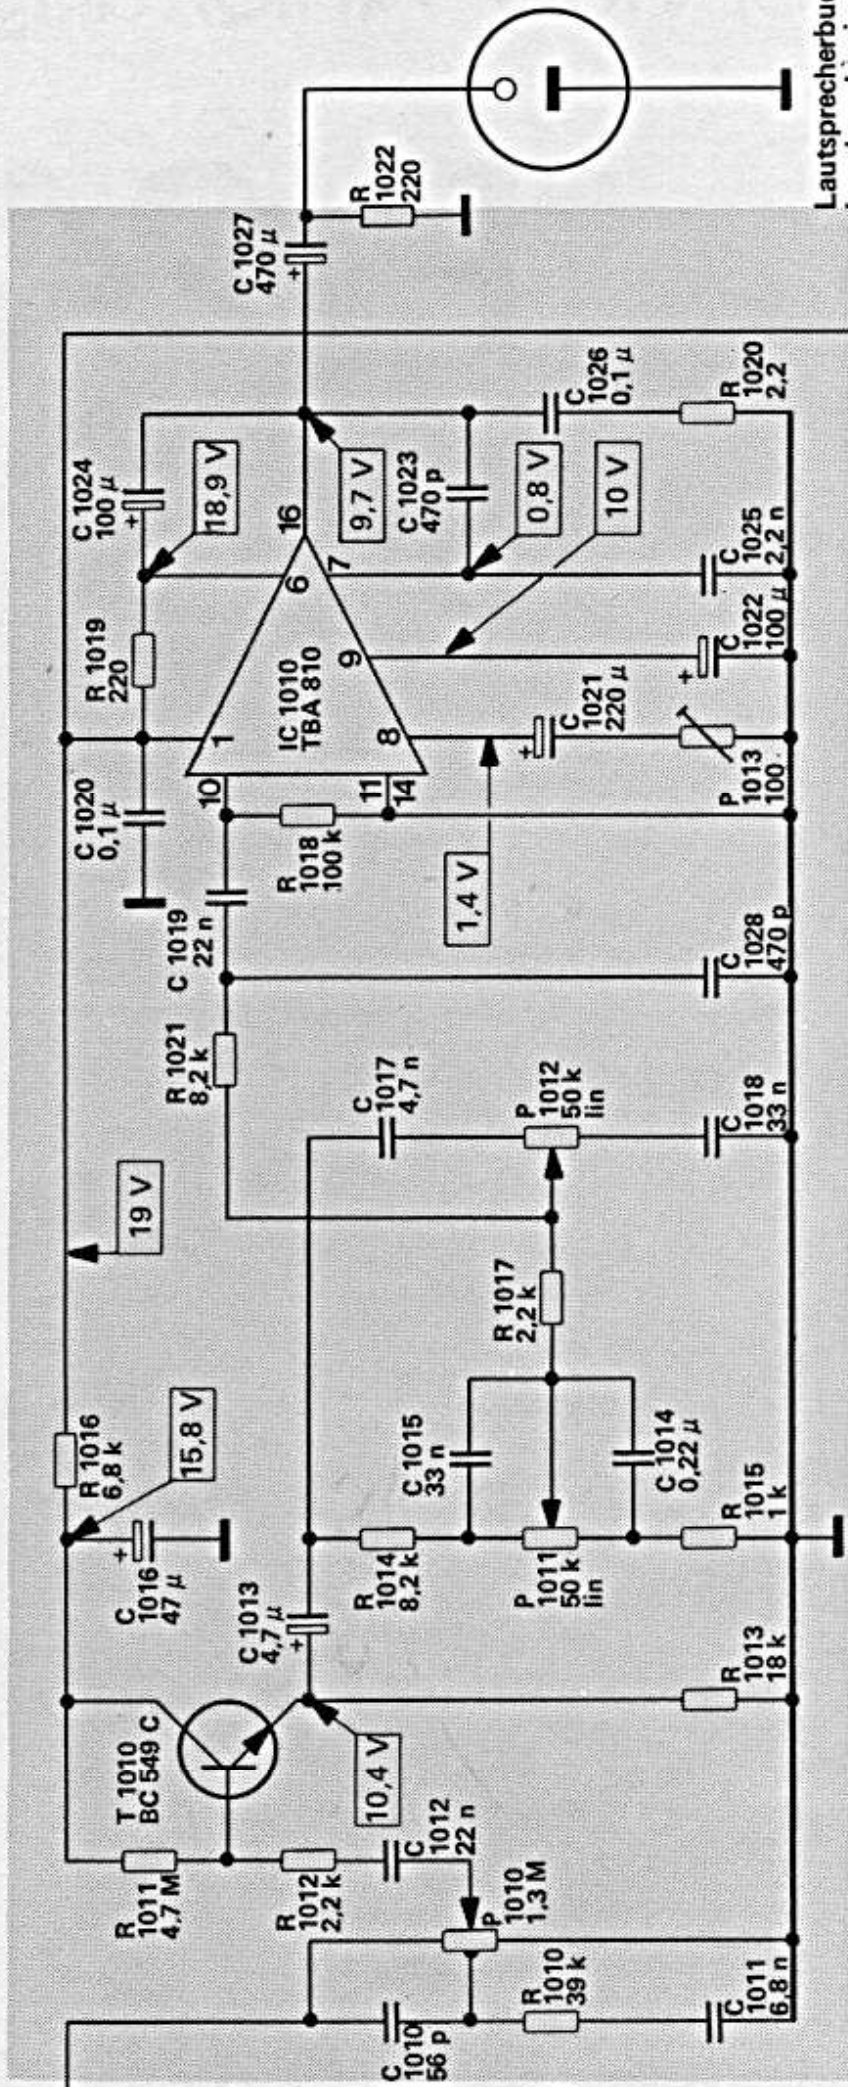 Lautsprecherbuc
R
1022
220
C 1027
470 µ
+
C
1026
0,1 µ
R
1020
2,2
C 1024
100 µ
+
18,9 V
16
9,7 V
C 1023
470 p
0,8 V
10 V
C
1025
2,2 n
R 1019
220
6
7
9
C
1022
100 µ
+
IC 1010
TBA 810
1
8
C
1021
220 µ
+
P
1013
100
C 1020
0,1 µ
10
11
14
R
1018
100 k
1,4 V
C 1019
22 n
C
1028
470 p
R 1021
8,2 k
C
1017
4,7 n
P
1012
50 k
lin
C
1018
33 n
19 V
R 1017
2,2 k
R 1016
6,8 k
15,8 V
C 1015
33 n
C 1014
0,22 µ
C
1016
47 µ
+
R
1014
8,2 k
P
1011
50 k
lin
R
1015
1 k
C 1013
4,7 µ
+
R
1013
18 k
T 1010
BC 549 C
10,4 V
R
1011
4,7 M
R
1012
2,2 k
C
1012
22 n
P
1010
1,3 M
C
1010
56 p
R
1010
39 k
C
1011
6,8 n